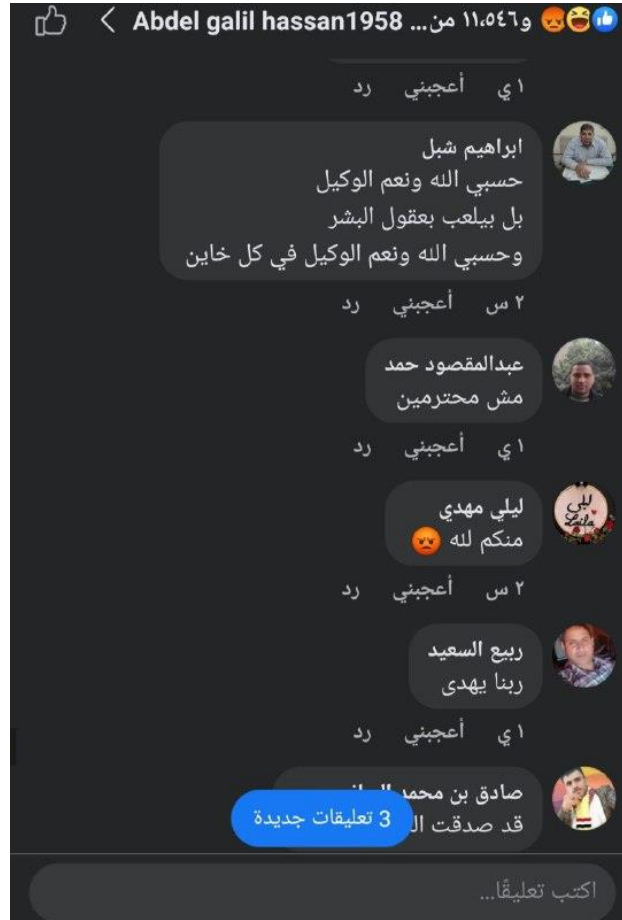 Abdel galil hassan1958 و١١،٥٤٦ من...
١ ي أعجبني رد
ابراهيم شبل
حسبي الله ونعم الوكيل
بل بيلعب بعقول البشر
وحسبي الله ونعم الوكيل في كل خاين
٢ س أعجبني رد
عبدالمقصود حمد
مش محترمين
١ ي أعجبني رد
ليلي مهدي
منكم لله 😡
٢ س أعجبني رد
ربيع السعيد
ربنا يهدى
١ ي أعجبني رد
صادق بن محمد
قد صدقت
3 تعليقات جديدة
اكتب تعليقًا...
ليلى
Laila